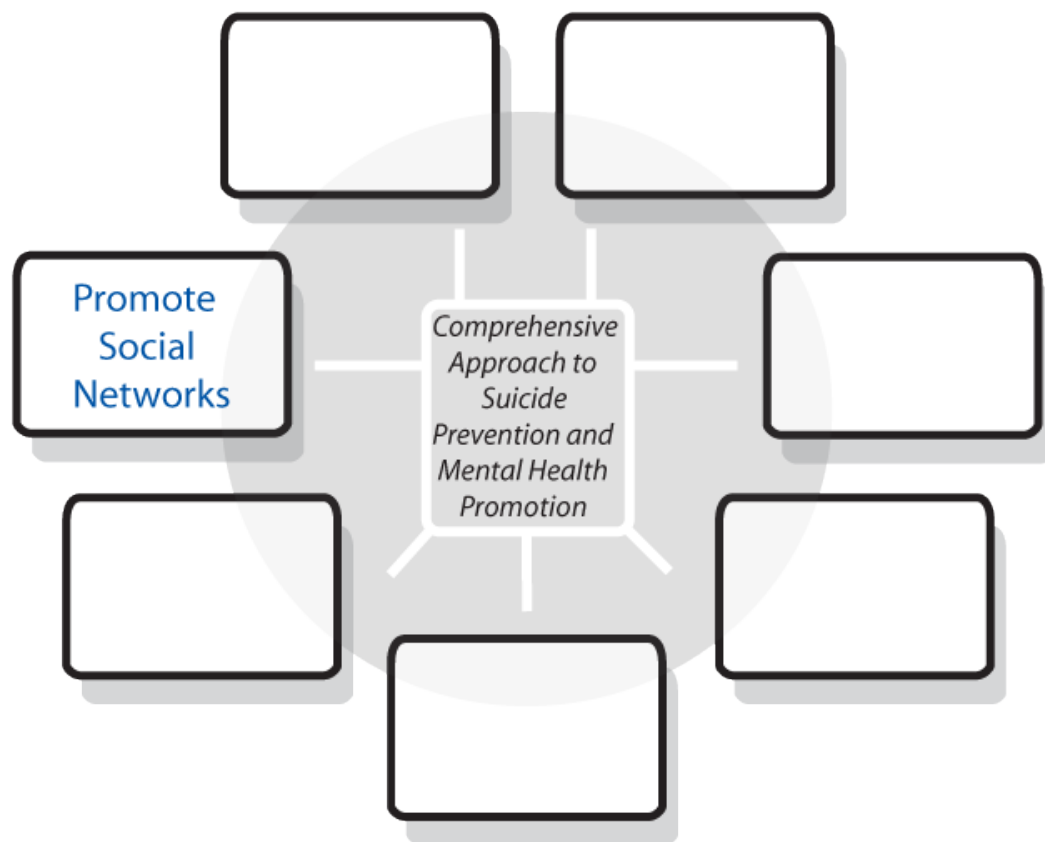 Promote
Social
Networks
Comprehensive
Approach to
Suicide
Prevention and
Mental Health
Promotion